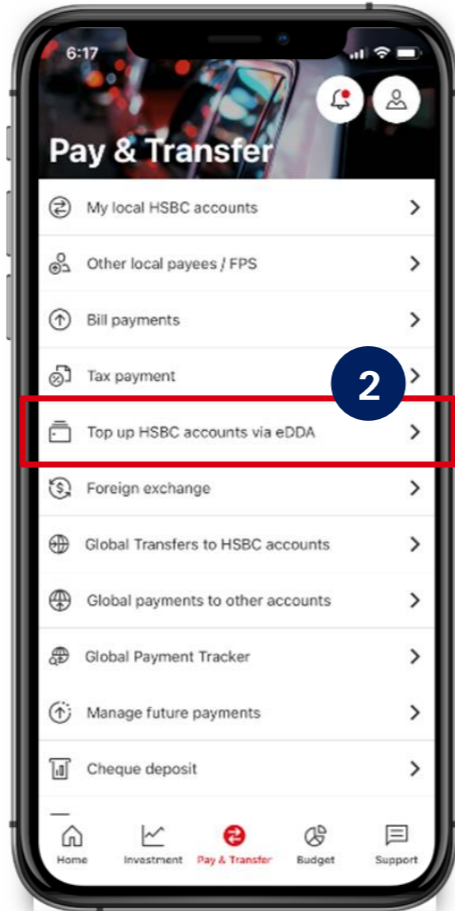 6:17
Pay & Transfer
My local HSBC accounts
Other local payees / FPS
Bill payments
Tax payment
2
Top up HSBC accounts via eDDA
Foreign exchange
Global Transfers to HSBC accounts
Global payments to other accounts
Global Payment Tracker
Manage future payments
Cheque deposit
Home Investment Pay & Transfer Budget Support